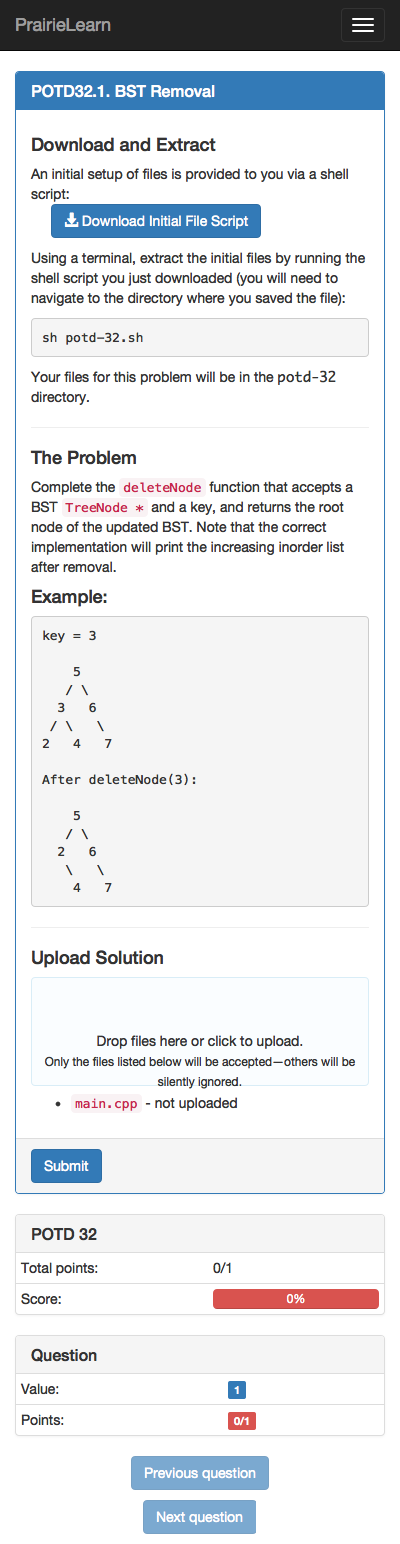 PrairieLearn
POTD32.1. BST Removal
Download and Extract
An initial setup of files is provided to you via a shell
script:
Download Initial File Script
Using a terminal, extract the initial files by running the
shell script you just downloaded (you will need to
navigate to the directory where you saved the file):
sh potd-32.sh
Your files for this problem will be in the potd-32
directory.
The Problem
Complete the deleteNode function that accepts a
BST TreeNode * and a key, and returns the root
node of the updated BST. Note that the correct
implementation will print the increasing inorder list
after removal.
Example:
key = 3
    5
   / \
  3   6
 / \   \
2   4   7
After deleteNode(3):
    5
   / \
  2   6
   \   \
    4   7
Upload Solution
Drop files here or click to upload.
Only the files listed below will be accepted—others will be
silently ignored.
• main.cpp - not uploaded
Submit
POTD 32
Total points: 0/1
Score: 0%
Question
Value: 1
Points: 0/1
Previous question
Next question